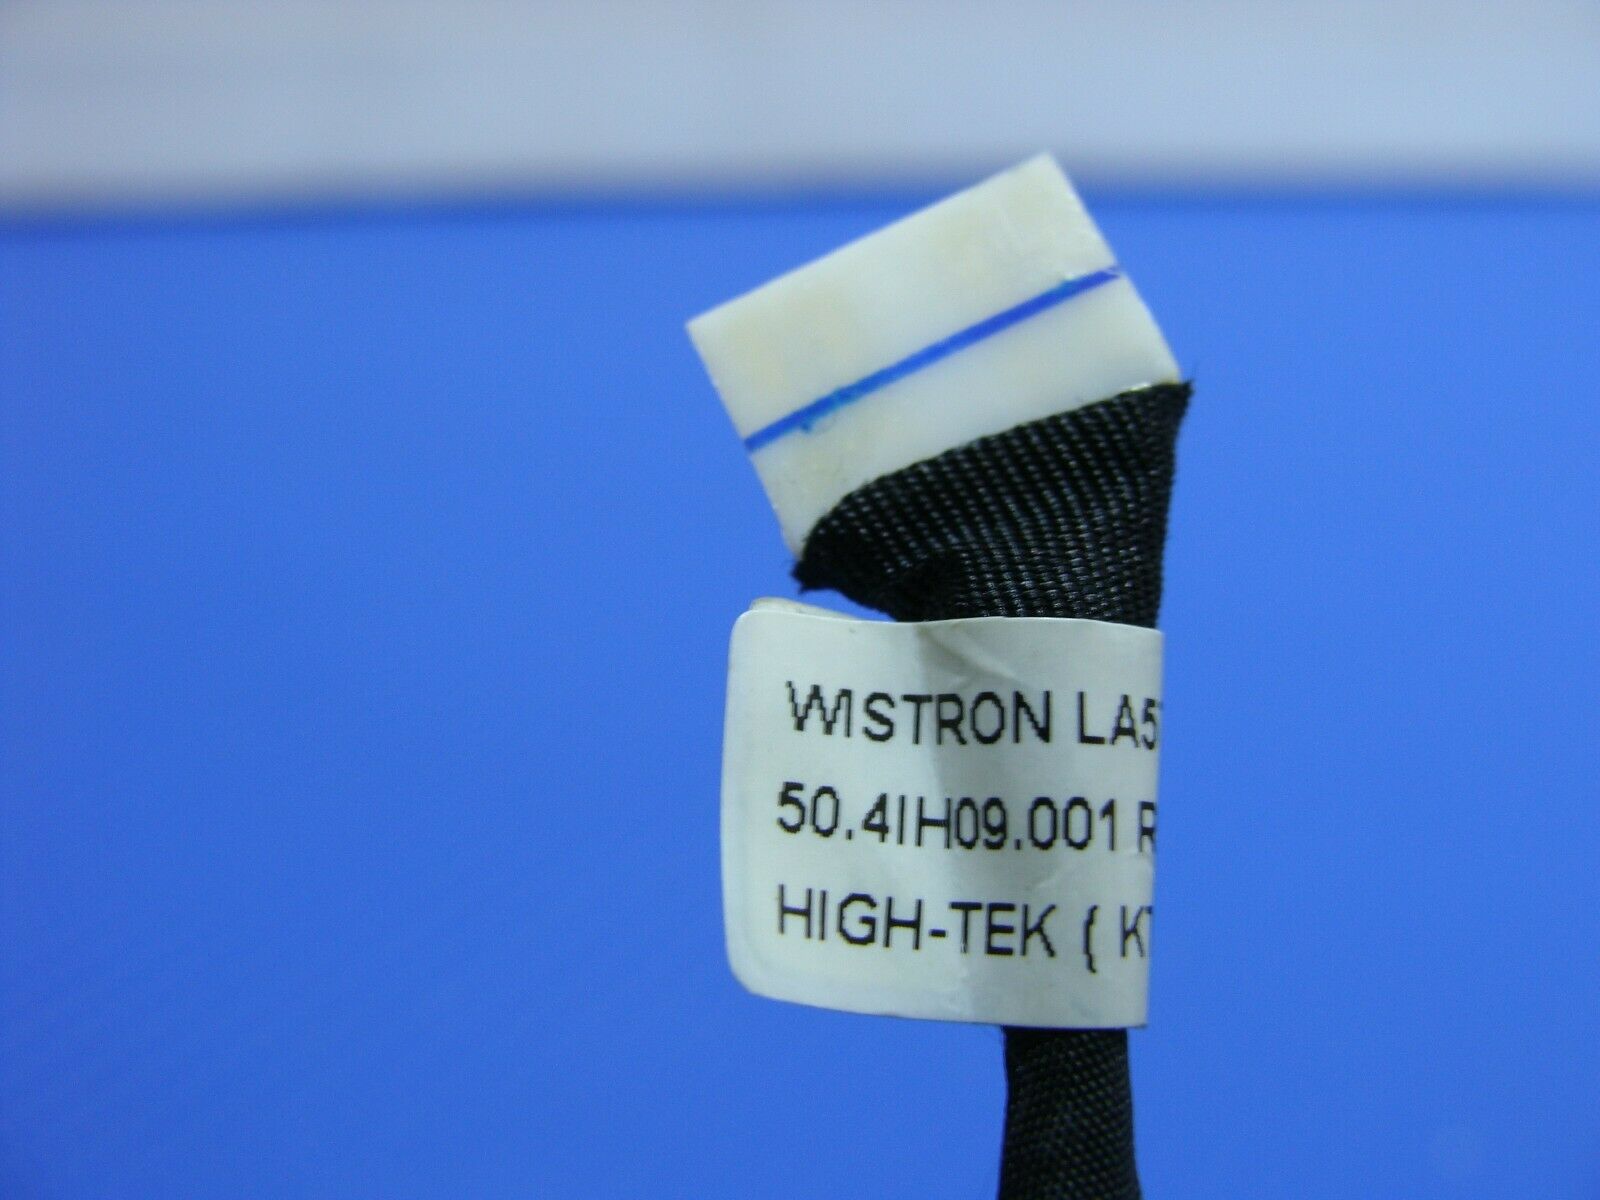 WISTRON LA5
50.4IH09.001 R
HIGH-TEK ( K